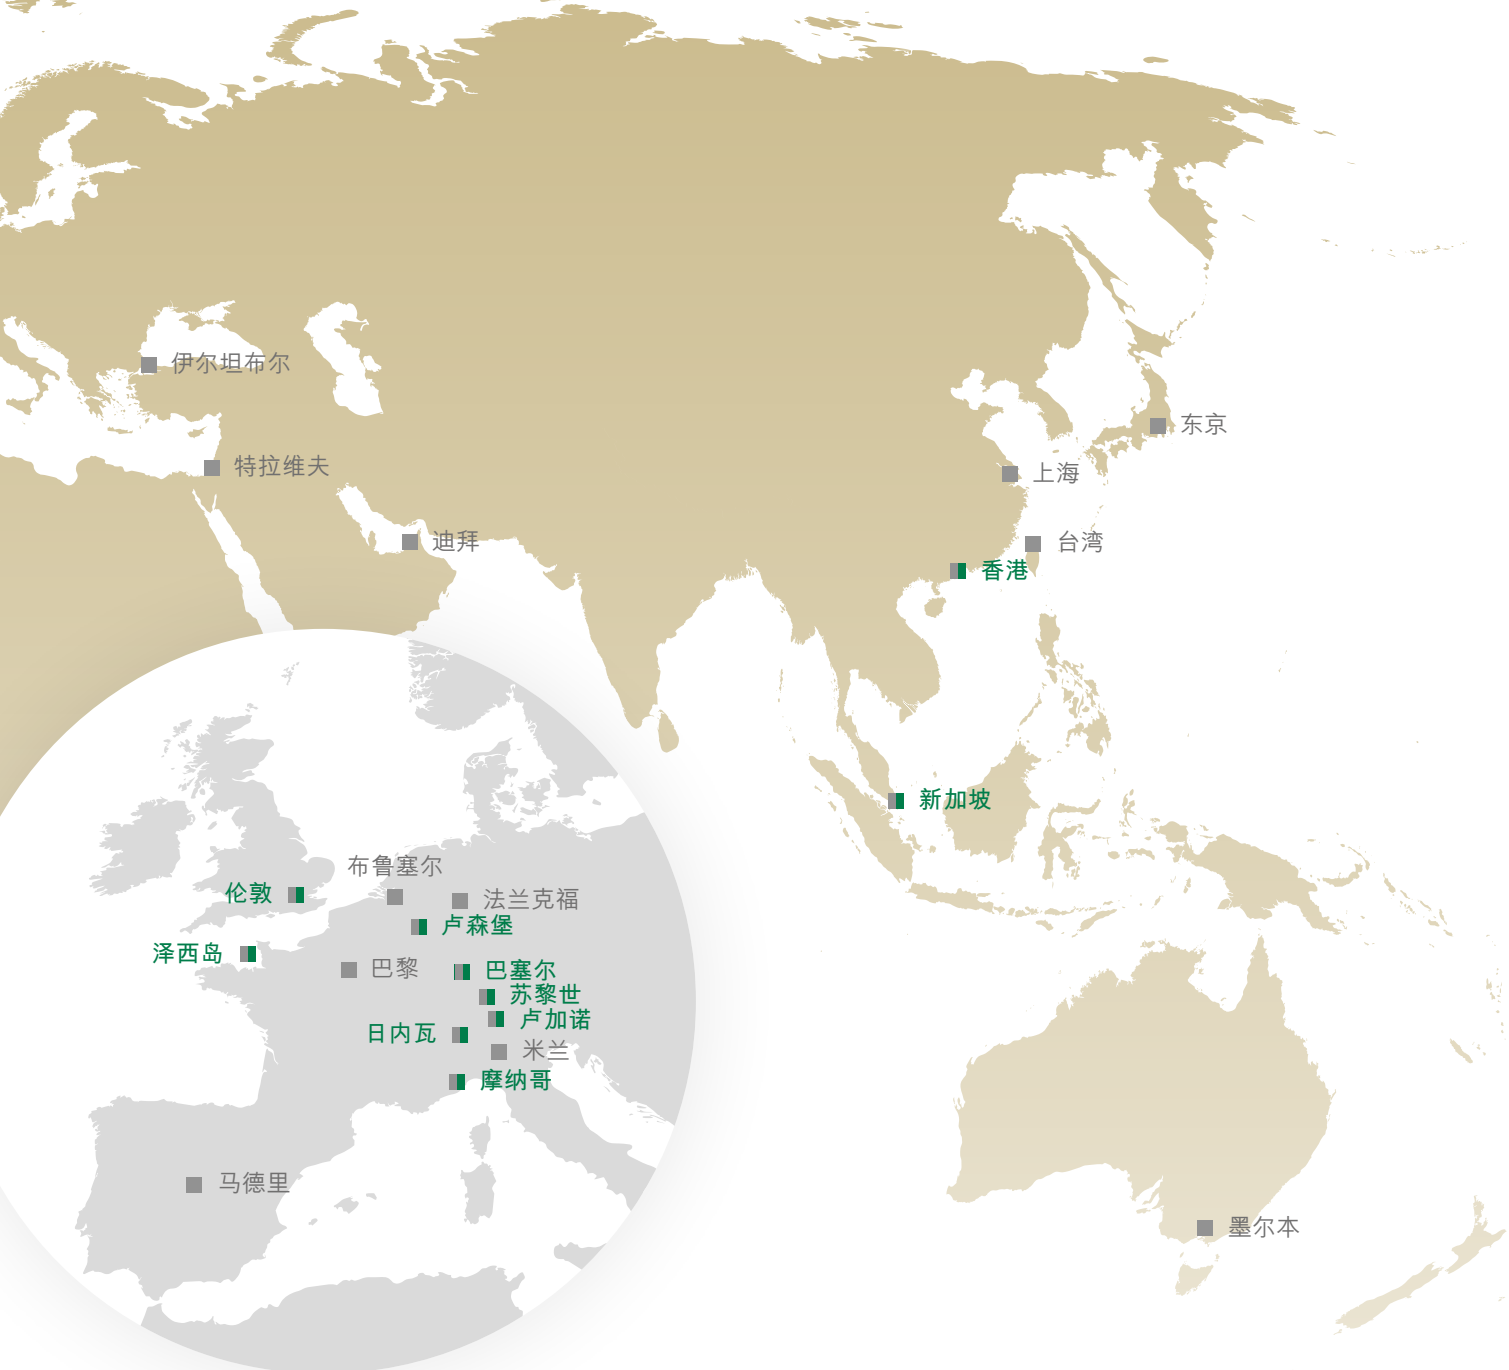 伊尔坦布尔
东京
特拉维夫
上海
迪拜
台湾
香港
新加坡
布鲁塞尔
伦敦
法兰克福
卢森堡
泽西岛
巴黎
巴塞尔
苏黎世
卢加诺
日内瓦
米兰
摩纳哥
马德里
墨尔本